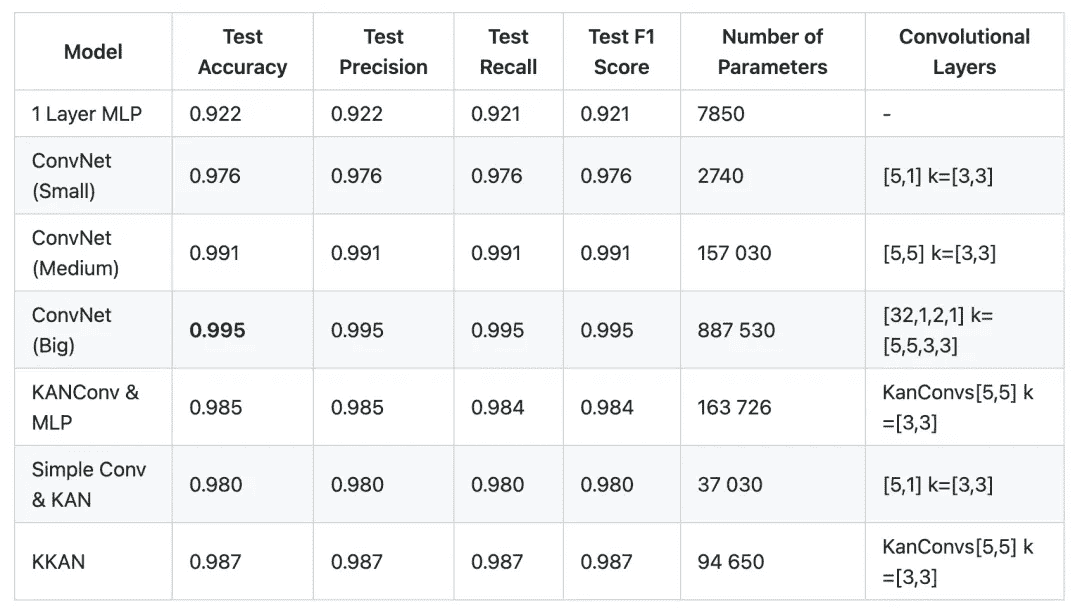 Model Test Accuracy Test Precision Test Recall Test F1 Score Number of Parameters Convolutional Layers
1 Layer MLP 0.922 0.922 0.921 0.921 7850 -
ConvNet (Small) 0.976 0.976 0.976 0.976 2740 [5,1] k=[3,3]
ConvNet (Medium) 0.991 0.991 0.991 0.991 157 030 [5,5] k=[3,3]
ConvNet (Big) 0.995 0.995 0.995 0.995 887 530 [32,1,2,1] k=[5,5,3,3]
KANConv & MLP 0.985 0.985 0.984 0.984 163 726 KanConvs[5,5] k=[3,3]
Simple Conv & KAN 0.980 0.980 0.980 0.980 37 030 [5,1] k=[3,3]
KKAN 0.987 0.987 0.987 0.987 94 650 KanConvs[5,5] k=[3,3]